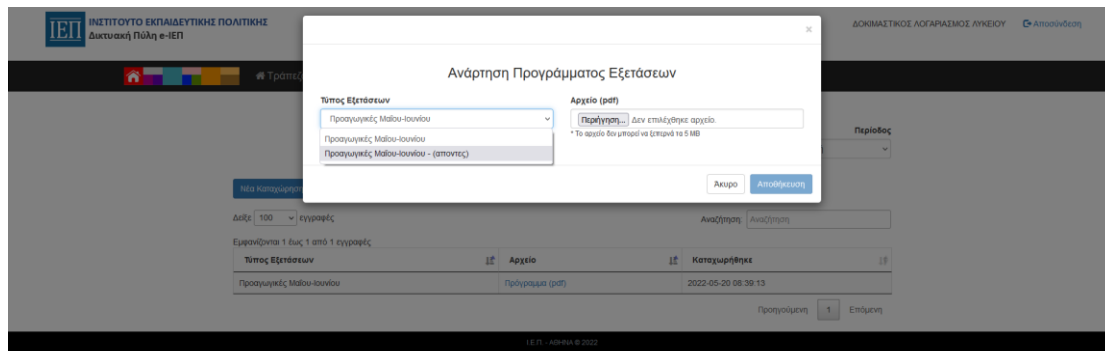 ΙΕΠ
ΙΝΣΤΙΤΟΥΤΟ ΕΚΠΑΙΔΕΥΤΙΚΗΣ ΠΟΛΙΤΙΚΗΣ
Δικτυακή Πύλη e-ΙΕΠ
ΔΟΚΙΜΑΣΤΙΚΟΣ ΛΟΓΑΡΙΑΣΜΟΣ ΛΥΚΕΙΟΥ Αποσύνδεση
×
Ανάρτηση Προγράμματος Εξετάσεων
Τύπος Εξετάσεων
Προαγωγικές Μαΐου-Ιουνίου
Προαγωγικές Μαΐου-Ιουνίου
Προαγωγικές Μαΐου-Ιουνίου - (απόντες)
Αρχείο (pdf)
Περιήγηση... Δεν επιλέχθηκε αρχείο.
* Το αρχείο δεν μπορεί να ξεπερνά τα 5 MB
Άκυρο Αποθήκευση
Περίοδος
Νέα Καταχώρηση
Δείξε 100 εγγραφές
Αναζήτηση: Αναζήτηση
Εμφανίζονται 1 έως 1 από 1 εγγραφές
Τύπος Εξετάσεων Αρχείο Καταχωρήθηκε
Προαγωγικές Μαΐου-Ιουνίου Πρόγραμμα (pdf) 2022-05-20 08:39:13
Προηγούμενη 1 Επόμενη
Ι.Ε.Π. - ΑΘΗΝΑ © 2022